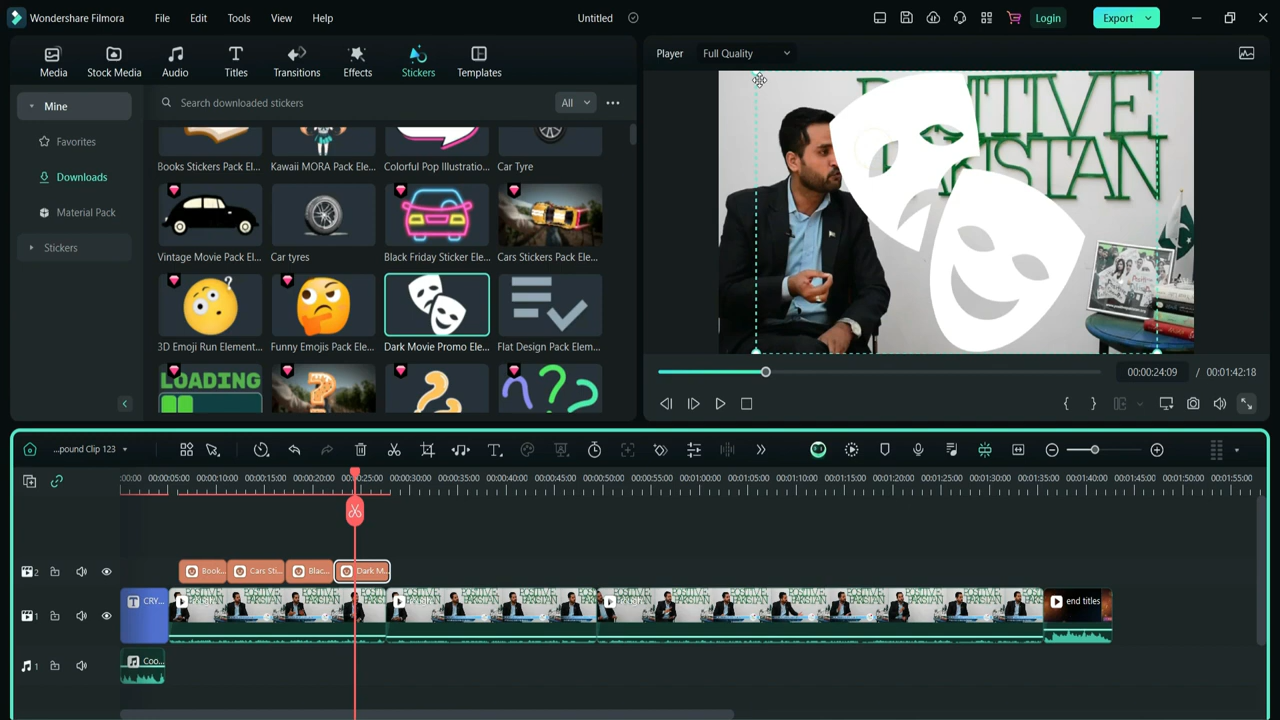 Wondershare Filmora File Edit Tools View Help Untitled Login Export
Media Stock Media Audio Titles Transitions Effects Stickers Templates
Player Full Quality
Mine
Search downloaded stickers All
Favorites
Downloads
Material Pack
Stickers
Books Stickers Pack El... Kawaii MORA Pack Ele... Colorful Pop Illustratio... Car Tyre
Vintage Movie Pack El... Car tyres Black Friday Sticker Ele... Cars Stickers Pack Ele...
3D Emoji Run Element... Funny Emojis Pack Ele... Dark Movie Promo Ele... Flat Design Pack Elem...
LOADING
00:00:24:09 / 00:01:42:18
...pound Clip 123
:00:00 00:00:05:00 00:00:10:00 00:00:15:00 00:00:20:00 00:00:25:00 00:00:30:00 00:00:35:00 00:00:40:00 00:00:45:00 00:00:50:00 00:00:55:00 00:01:00:00 00:01:05:00 00:01:10:00 00:01:15:00 00:01:20:00 00:01:25:00 00:01:30:00 00:01:35:00 00:01:40:00 00:01:45:00 00:01:50:00 00:01:55:00
2 Book... Cars Sti... Blac... Dark M...
1 CRY... end titles
1 Coo...